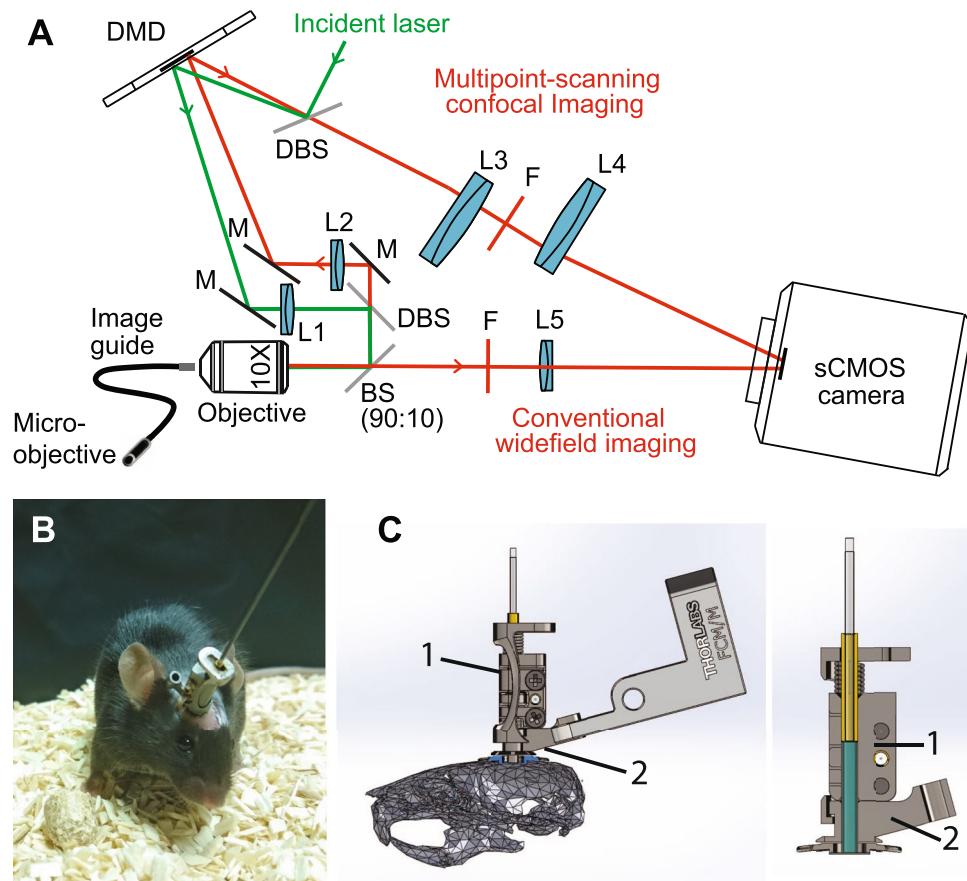 A
DMD
Incident laser
Multipoint-scanning
confocal Imaging
DBS
L3
F
L4
M
L2
M
M
L1
DBS
Image
guide
10X
Objective
BS
(90:10)
F
L5
sCMOS
camera
Micro-
objective
Conventional
widefield imaging
B
C
1
THORLABS
FCM/M
2
1
2